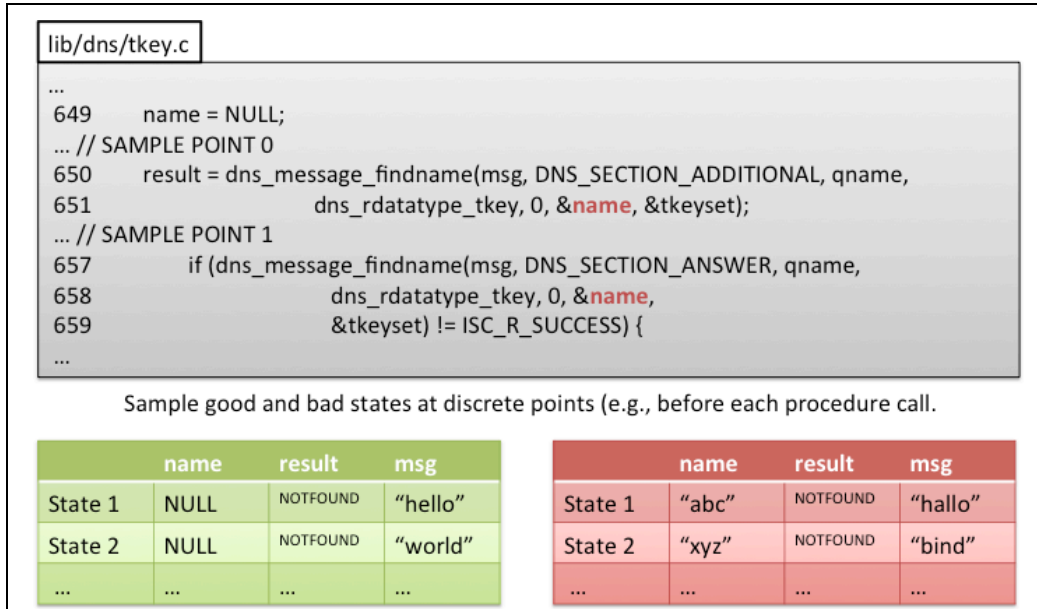 lib/dns/tkey.c
...
649 name = NULL;
... // SAMPLE POINT 0
650 result = dns_message_findname(msg, DNS_SECTION_ADDITIONAL, qname,
651 dns_rdatatype_tkey, 0, &name, &tkeyset);
... // SAMPLE POINT 1
657 if (dns_message_findname(msg, DNS_SECTION_ANSWER, qname,
658 dns_rdatatype_tkey, 0, &name,
659 &tkeyset) != ISC_R_SUCCESS) {
...
Sample good and bad states at discrete points (e.g., before each procedure call.
name result msg
State 1 NULL NOTFOUND “hello”
State 2 NULL NOTFOUND “world”
... ... ... ...
name result msg
State 1 “abc” NOTFOUND “hallo”
State 2 “xyz” NOTFOUND “bind”
... ... ... ...